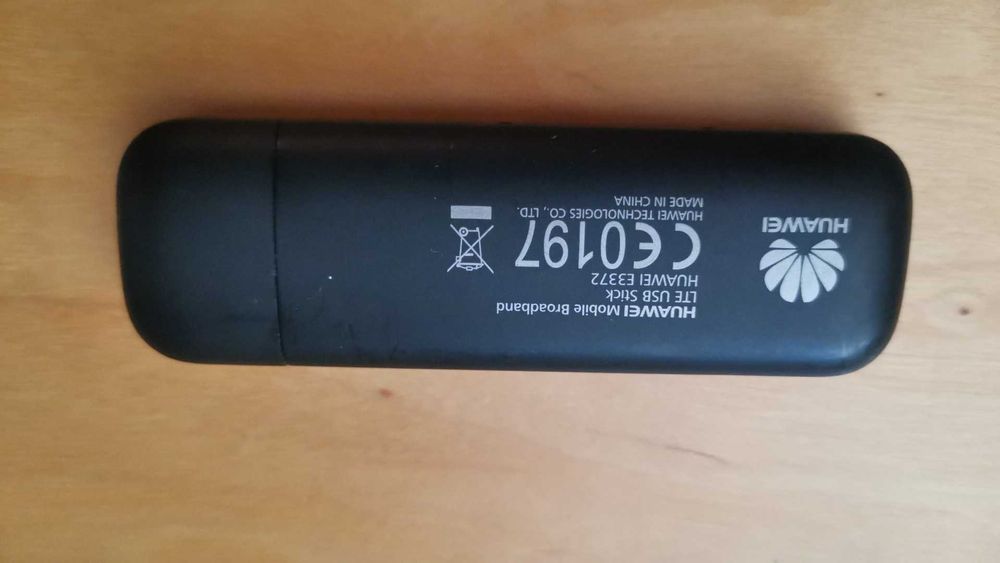 HUAWEI
HUAWEI Mobile Broadband
LTE USB Stick
HUAWEI E3372
CE0197
HUAWEI TECHNOLOGIES CO., LTD.
MADE IN CHINA